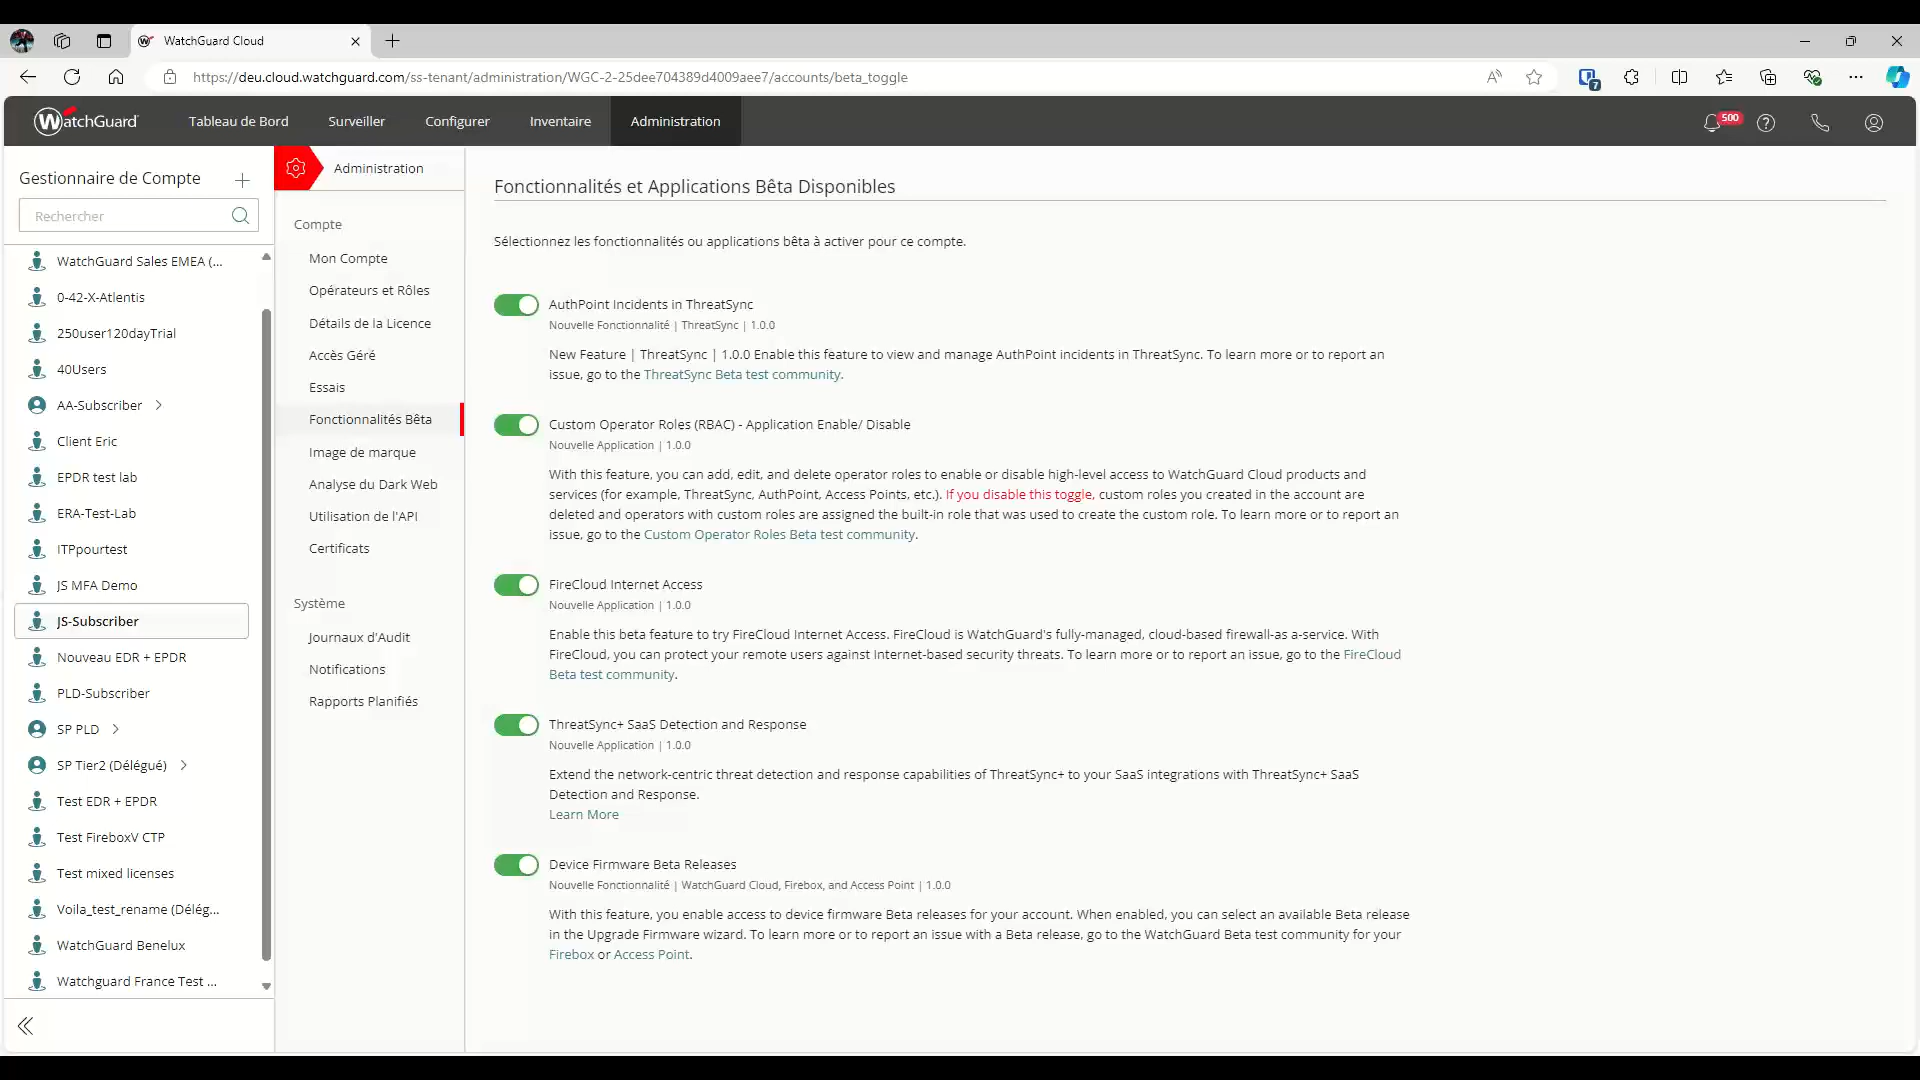 WatchGuard Cloud
https://deu.cloud.watchguard.com/ss-tenant/administration/WGC-2-25dee704389d4009aee7/accounts/beta_toggle
7
WatchGuard
Tableau de Bord
Surveiller
Configurer
Inventaire
Administration
500
Gestionnaire de Compte
Rechercher
WatchGuard Sales EMEA (...
0-42-X-Atlentis
250user120dayTrial
40Users
AA-Subscriber
Client Eric
EPDR test lab
ERA-Test-Lab
ITPpourtest
JS MFA Demo
JS-Subscriber
Nouveau EDR + EPDR
PLD-Subscriber
SP PLD
SP Tier2 (Délégué)
Test EDR + EPDR
Test FireboxV CTP
Test mixed licenses
Voila_test_rename (Délég...
WatchGuard Benelux
Watchguard France Test ...
Administration
Compte
Mon Compte
Opérateurs et Rôles
Détails de la Licence
Accès Géré
Essais
Fonctionnalités Bêta
Image de marque
Analyse du Dark Web
Utilisation de l'API
Certificats
Système
Journaux d'Audit
Notifications
Rapports Planifiés
Fonctionnalités et Applications Bêta Disponibles
Sélectionnez les fonctionnalités ou applications bêta à activer pour ce compte.
AuthPoint Incidents in ThreatSync
Nouvelle Fonctionnalité | ThreatSync | 1.0.0
New Feature | ThreatSync | 1.0.0 Enable this feature to view and manage AuthPoint incidents in ThreatSync. To learn more or to report an
issue, go to the ThreatSync Beta test community.
Custom Operator Roles (RBAC) - Application Enable/ Disable
Nouvelle Application | 1.0.0
With this feature, you can add, edit, and delete operator roles to enable or disable high-level access to WatchGuard Cloud products and
services (for example, ThreatSync, AuthPoint, Access Points, etc.). If you disable this toggle, custom roles you created in the account are
deleted and operators with custom roles are assigned the built-in role that was used to create the custom role. To learn more or to report an
issue, go to the Custom Operator Roles Beta test community.
FireCloud Internet Access
Nouvelle Application | 1.0.0
Enable this beta feature to try FireCloud Internet Access. FireCloud is WatchGuard's fully-managed, cloud-based firewall-as a-service. With
FireCloud, you can protect your remote users against Internet-based security threats. To learn more or to report an issue, go to the FireCloud
Beta test community.
ThreatSync+ SaaS Detection and Response
Nouvelle Application | 1.0.0
Extend the network-centric threat detection and response capabilities of ThreatSync+ to your SaaS integrations with ThreatSync+ SaaS
Detection and Response.
Learn More
Device Firmware Beta Releases
Nouvelle Fonctionnalité | WatchGuard Cloud, Firebox, and Access Point | 1.0.0
With this feature, you enable access to device firmware Beta releases for your account. When enabled, you can select an available Beta release
in the Upgrade Firmware wizard. To learn more or to report an issue with a Beta release, go to the WatchGuard Beta test community for your
Firebox or Access Point.